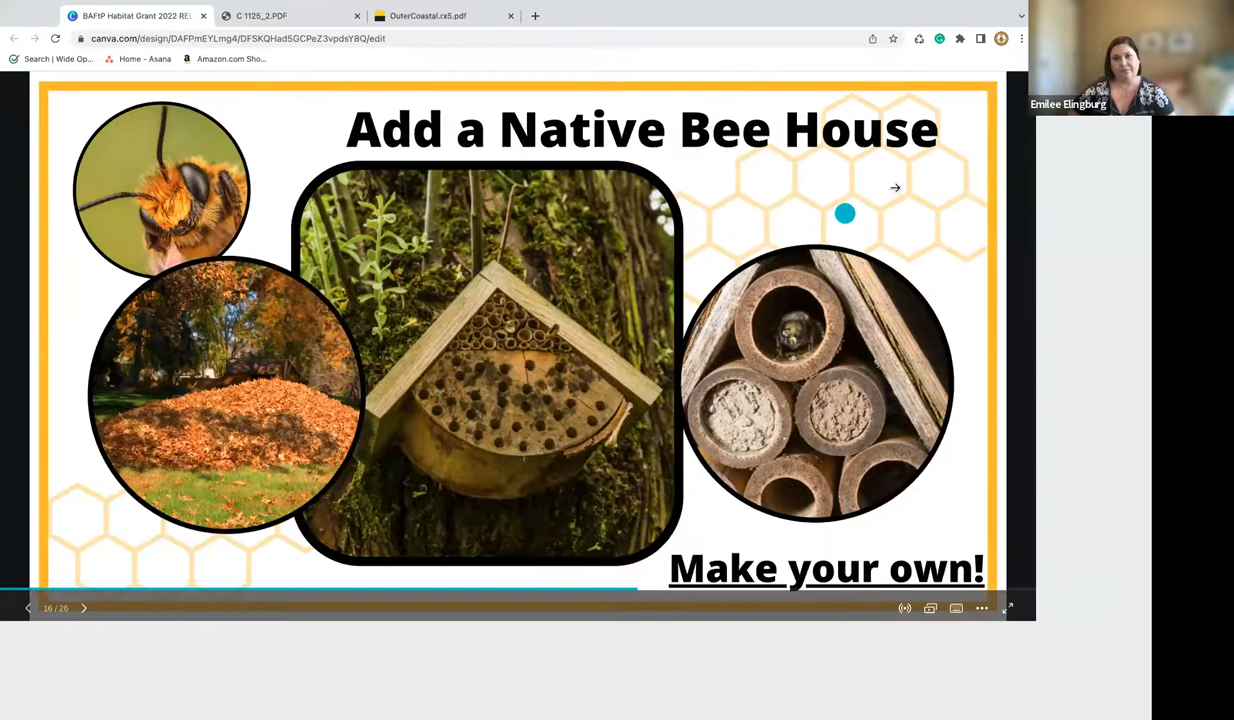 BAFtP Habitat Grant 2022 REL
C 1125_2.PDF
OuterCoastal.rx5.pdf
canva.com/design/DAFPmEYLmg4/DFSKQHad5GCPeZ3vpdsY8Q/edit
Search | Wide Op...
Home - Asana
Amazon.com Sho...
Emilee Elingburg
Add a Native Bee House
Make your own!
16 / 26